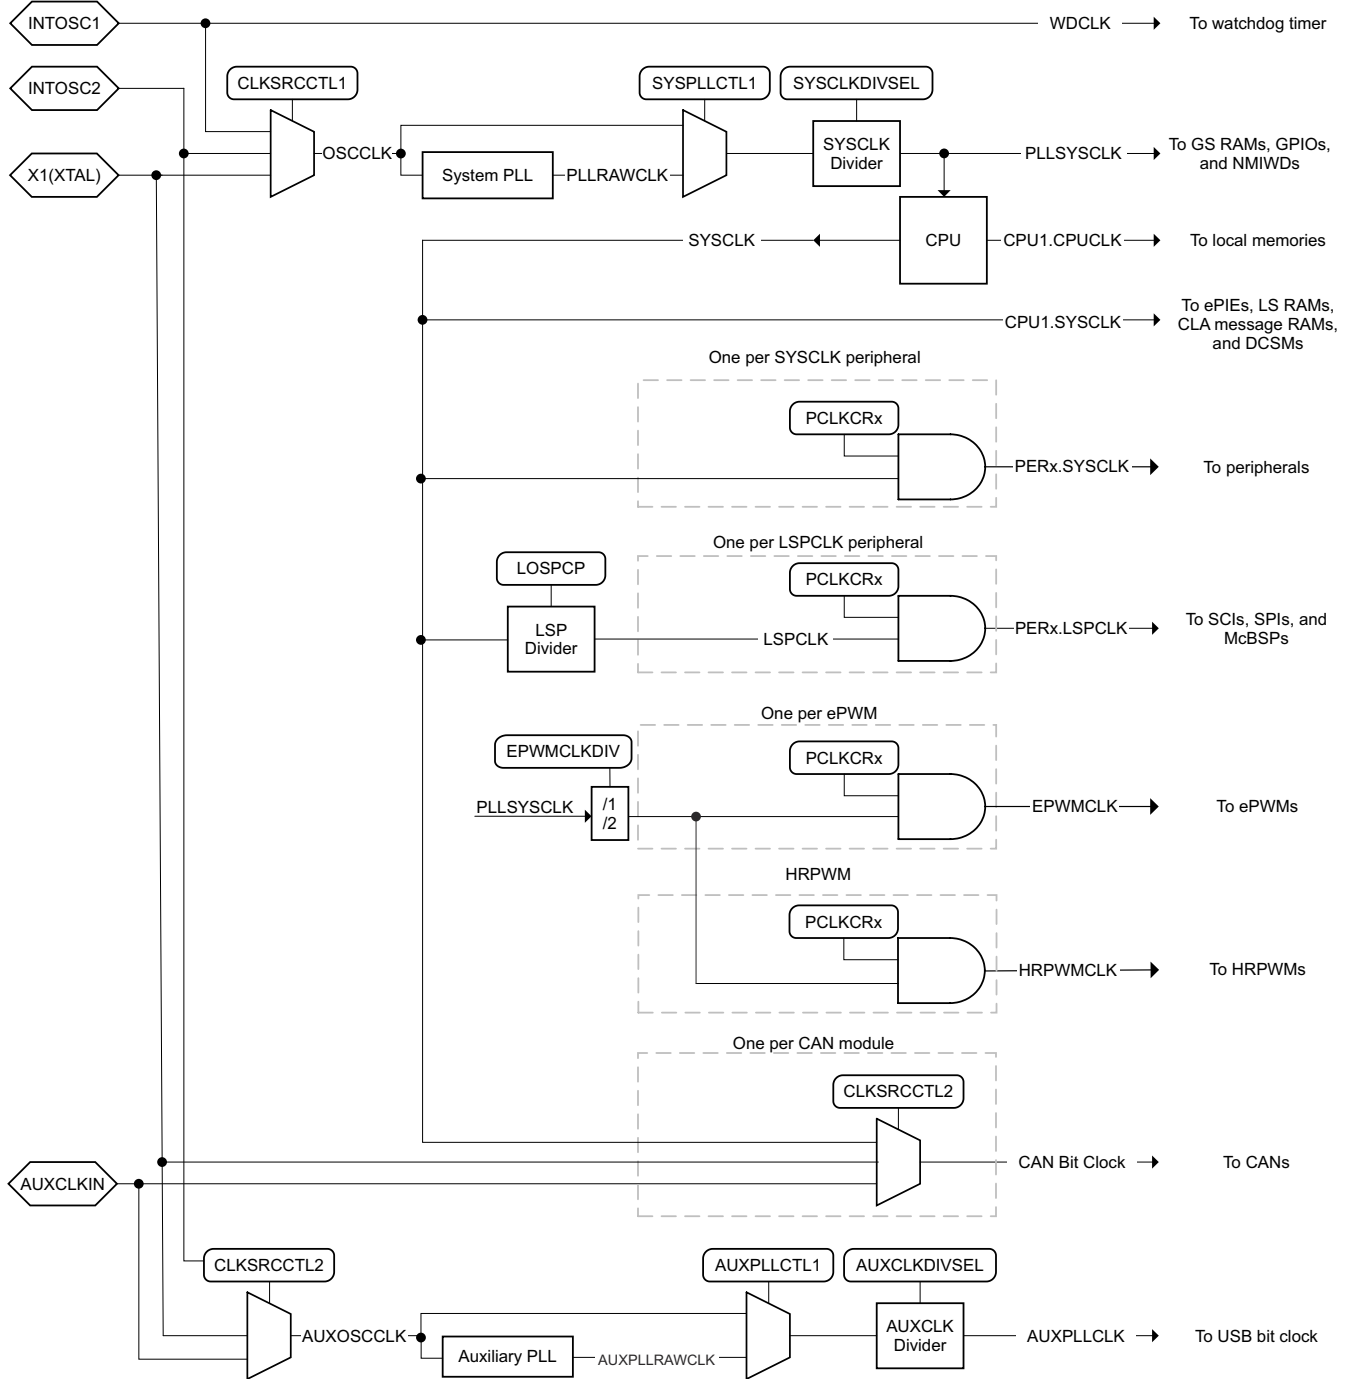 INTOSC1
WDCLK
To watchdog timer
INTOSC2
CLKSRCCTL1
SYSPLLCTL1
SYSCLKDIVSEL
X1(XTAL)
OSCCLK
System PLL
PLLRAWCLK
SYSCLK
Divider
PLLSYSCLK
To GS RAMs, GPIOs,
and NMIWDs
SYSCLK
CPU
CPU1.CPUCLK
To local memories
CPU1.SYSCLK
To ePIEs, LS RAMs,
CLA message RAMs,
and DCSMs
One per SYSCLK peripheral
PCLKCRx
PERx.SYSCLK
To peripherals
One per LSPCLK peripheral
LOSPCP
PCLKCRx
LSP
Divider
LSPCLK
PERx.LSPCLK
To SCIs, SPIs, and
McBSPs
One per ePWM
EPWMCLKDIV
PCLKCRx
PLLSYSCLK
/1
/2
EPWMCLK
To ePWMs
HRPWM
PCLKCRx
HRPWMCLK
To HRPWMs
One per CAN module
CLKSRCCTL2
CAN Bit Clock
To CANs
AUXCLKIN
CLKSRCCTL2
AUXPLLCTL1
AUXCLKDIVSEL
AUXOSCCLK
Auxiliary PLL
AUXPLLRAWCLK
AUXCLK
Divider
AUXPLLCLK
To USB bit clock